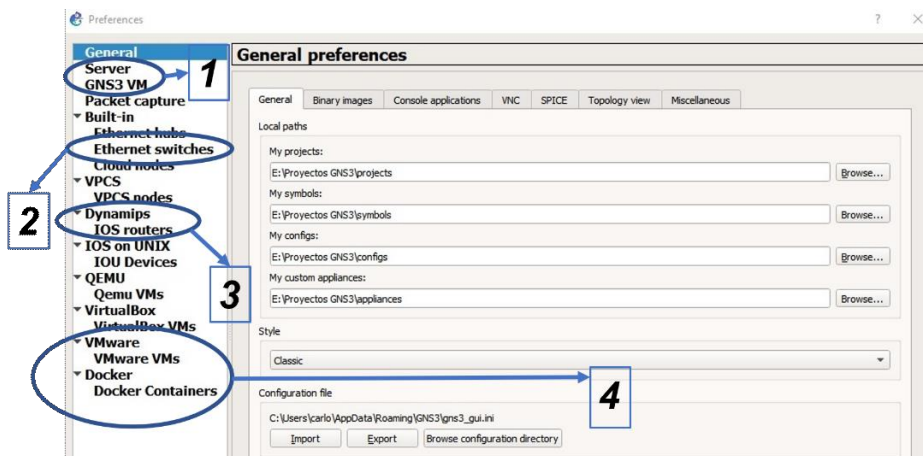 Preferences
? ×
General
Server
GNS3 VM
Packet capture
Built-in
Ethernet hubs
Ethernet switches
Cloud nodes
VPCS
VPCS nodes
Dynamips
IOS routers
IOS on UNIX
IOU Devices
QEMU
Qemu VMs
VirtualBox
VirtualBox VMs
VMware
VMware VMs
Docker
Docker Containers
1
2
3
4
General preferences
General Binary images Console applications VNC SPICE Topology view Miscellaneous
Local paths
My projects:
E:\Proyectos GNS3\projects Browse...
My symbols:
E:\Proyectos GNS3\symbols Browse...
My configs:
E:\Proyectos GNS3\configs Browse...
My custom appliances:
E:\Proyectos GNS3\appliances Browse...
Style
Classic
Configuration file
C:\Users\carlo\AppData\Roaming\GNS3\gns3_gui.ini
Import Export Browse configuration directory